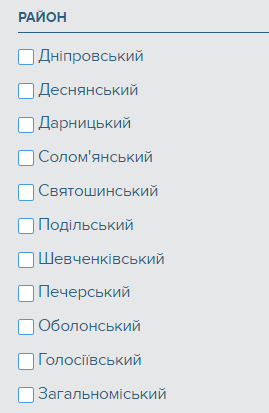 РАЙОН
Дніпровський
Деснянський
Дарницький
Солом'янський
Святошинський
Подільський
Шевченківський
Печерський
Оболонський
Голосіївський
Загальноміський